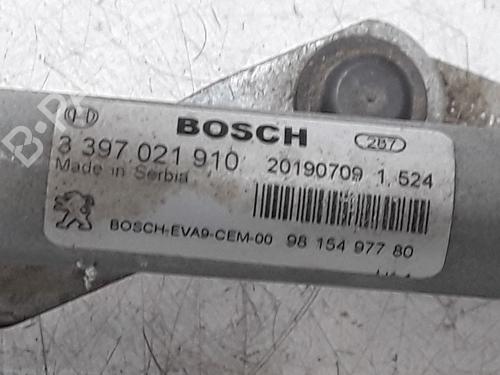 BOSCH
287
3 397 021 910
20190709 1.524
Made in Serbia
BOSCH-EVA9-CEM-00
98 154 977 80